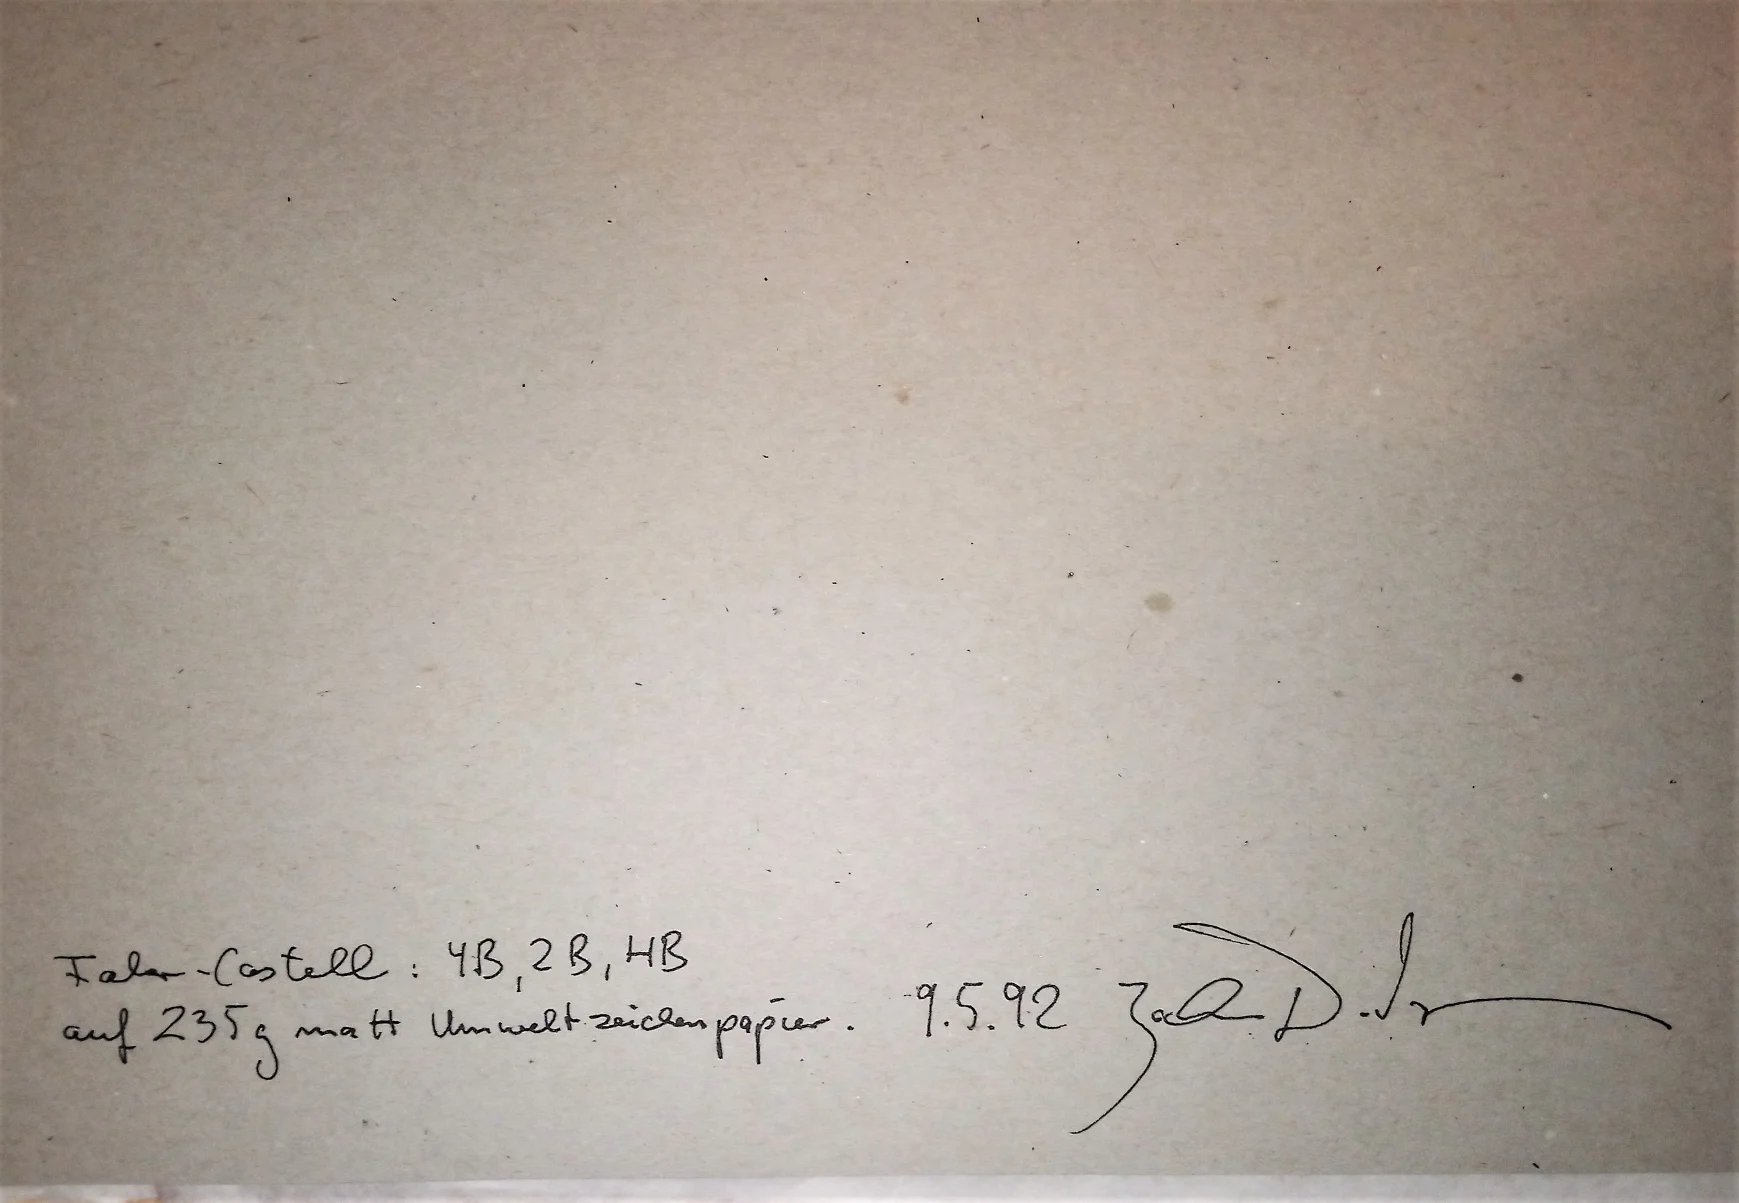 Faber-Castell: 4B, 2B, HB
auf 235g matt Umweltzeichenpapier. 9.5.92